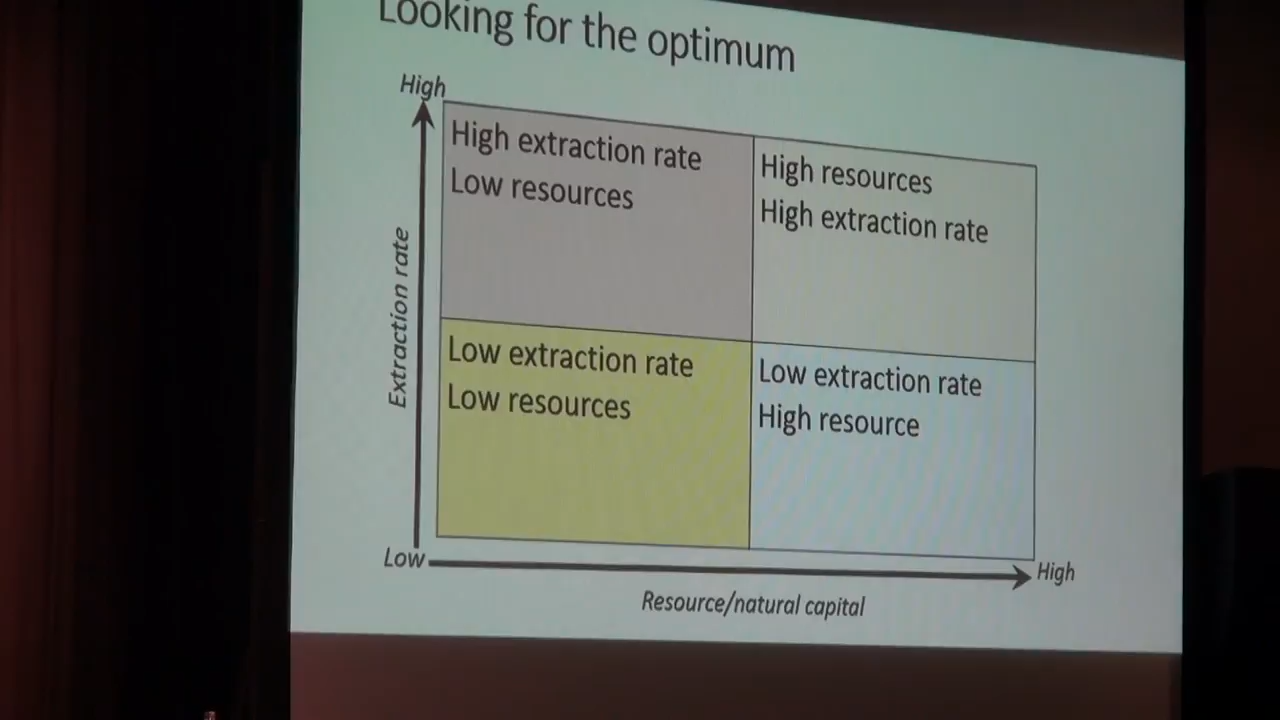 Looking for the optimum
High
High extraction rate
Low resources
High resources
High extraction rate
Extraction rate
Low extraction rate
Low resources
Low extraction rate
High resource
Low
High
Resource/natural capital